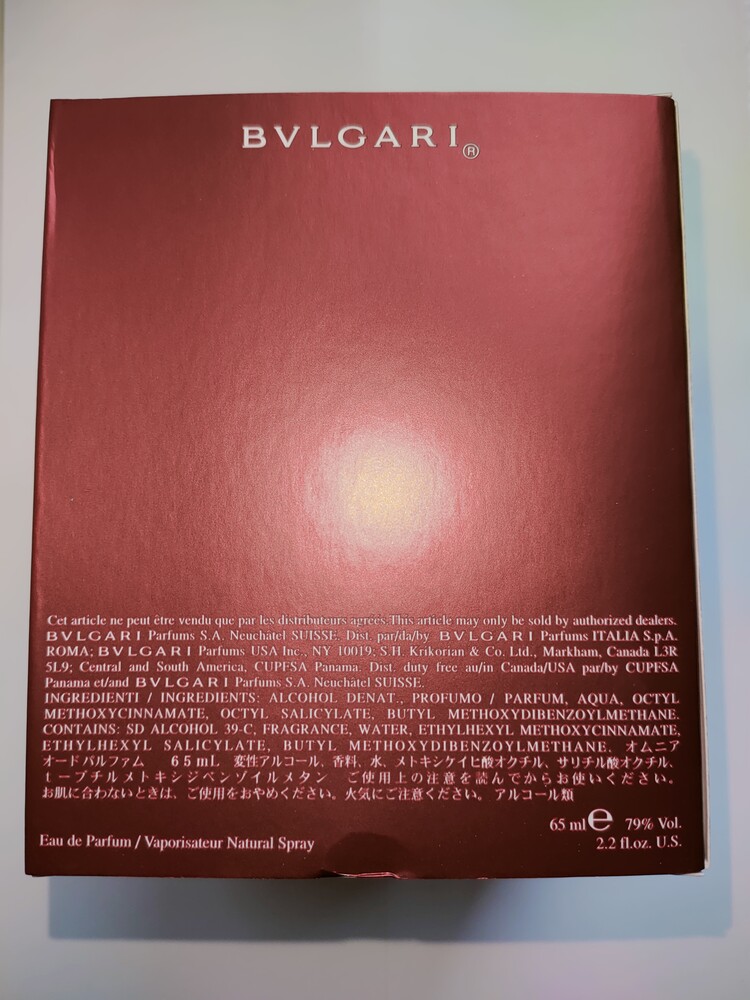 BVLGARI®
Cet article ne peut être vendu que par les distributeurs agréés.This article may only be sold by authorized dealers.
BVLGARI Parfums S.A. Neuchâtel SUISSE. Dist. par/da/by BVLGARI Parfums ITALIA S.p.A.
ROMA; BVLGARI Parfums USA Inc., NY 10019; S.H. Krikorian & Co. Ltd., Markham, Canada L3R
5L9; Central and South America, CUPFSA Panama. Dist. duty free au/in Canada/USA par/by CUPFSA
Panama et/and BVLGARI Parfums S.A. Neuchâtel SUISSE.
INGREDIENTI / INGREDIENTS: ALCOHOL DENAT., PROFUMO / PARFUM, AQUA, OCTYL
METHOXYCINNAMATE, OCTYL SALICYLATE, BUTYL METHOXYDIBENZOYLMETHANE.
CONTAINS: SD ALCOHOL 39-C, FRAGRANCE, WATER, ETHYLHEXYL METHOXYCINNAMATE,
ETHYLHEXYL SALICYLATE, BUTYL METHOXYDIBENZOYLMETHANE. オムニア
オードパルファム 65mL 変性アルコール、香料、水、メトキシケイヒ酸オクチル、サリチル酸オクチル、
t-ブチルメトキシジベンゾイルメタン ご使用上の注意を読んでからお使いください。
お肌に合わないときは、ご使用をおやめください。火気にご注意ください。アルコール類
65 ml e 79% Vol.
Eau de Parfum / Vaporisateur Natural Spray 2.2 fl.oz. U.S.